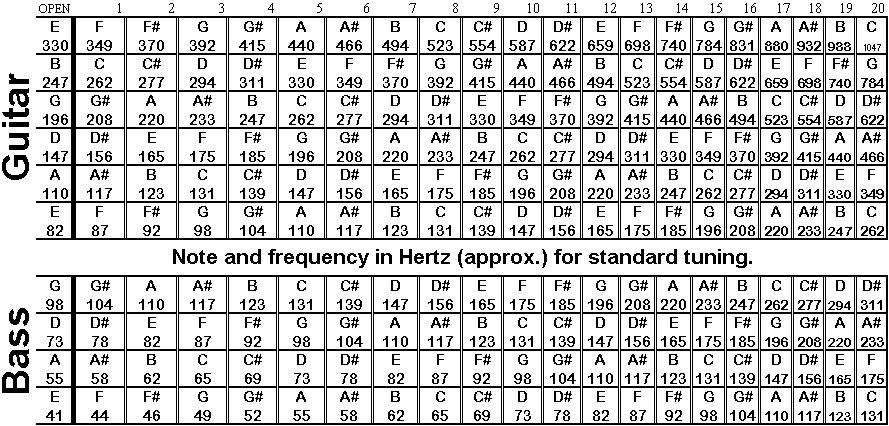 OPEN 1 2 3 4 5 6 7 8 9 10 11 12 13 14 15 16 17 18 19 20
Guitar
E F F# G G# A A# B C C# D D# E F F# G G# A A# B C
330 349 370 392 415 440 466 494 523 554 587 622 659 698 740 784 831 880 932 988 1047
B C C# D D# E F F# G G# A A# B C C# D D# E F F# G
247 262 277 294 311 330 349 370 392 415 440 466 494 523 554 587 622 659 698 740 784
G G# A A# B C C# D D# E F F# G G# A A# B C C# D D#
196 208 220 233 247 262 277 294 311 330 349 370 392 415 440 466 494 523 554 587 622
D D# E F F# G G# A A# B C C# D D# E F F# G G# A A#
147 156 165 175 185 196 208 220 233 247 262 277 294 311 330 349 370 392 415 440 466
A A# B C C# D D# E F F# G G# A A# B C C# D D# E F
110 117 123 131 139 147 156 165 175 185 196 208 220 233 247 262 277 294 311 330 349
E F F# G G# A A# B C C# D D# E F F# G G# A A# B C
82 87 92 98 104 110 117 123 131 139 147 156 165 175 185 196 208 220 233 247 262
Note and frequency in Hertz (approx.) for standard tuning.
Bass
G G# A A# B C C# D D# E F F# G G# A A# B C C# D D#
98 104 110 117 123 131 139 147 156 165 175 185 196 208 220 233 247 262 277 294 311
D D# E F F# G G# A A# B C C# D D# E F F# G G# A A#
73 78 82 87 92 98 104 110 117 123 131 139 147 156 165 175 185 196 208 220 233
A A# B C C# D D# E F F# G G# A A# B C C# D D# E F
55 58 62 65 69 73 78 82 87 92 98 104 110 117 123 131 139 147 156 165 175
E F F# G G# A A# B C C# D D# E F F# G G# A A# B C
41 44 46 49 52 55 58 62 65 69 73 78 82 87 92 98 104 110 117 123 131